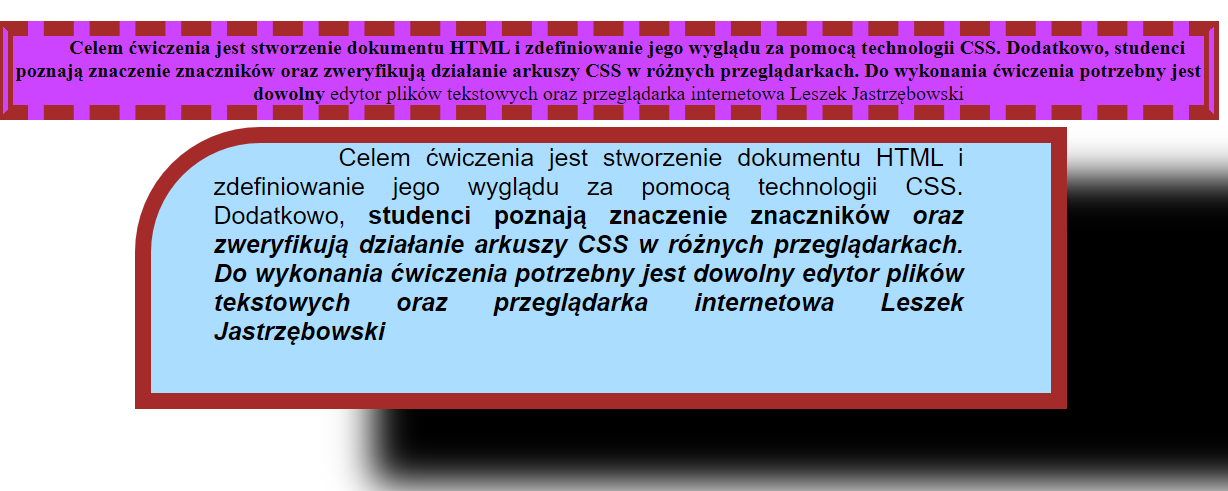 Celem ćwiczenia jest stworzenie dokumentu HTML i zdefiniowanie jego wyglądu za pomocą technologii CSS. Dodatkowo, studenci
poznają znaczenie znaczników oraz zweryfikują działanie arkuszy CSS w różnych przeglądarkach. Do wykonania ćwiczenia potrzebny jest
dowolny edytor plików tekstowych oraz przeglądarka internetowa Leszek Jastrzębowski
Celem ćwiczenia jest stworzenie dokumentu HTML i
zdefiniowanie jego wyglądu za pomocą technologii CSS.
Dodatkowo, studenci poznają znaczenie znaczników oraz
zweryfikują działanie arkuszy CSS w różnych przeglądarkach.
Do wykonania ćwiczenia potrzebny jest dowolny edytor plików
tekstowych oraz przeglądarka internetowa Leszek
Jastrzębowski